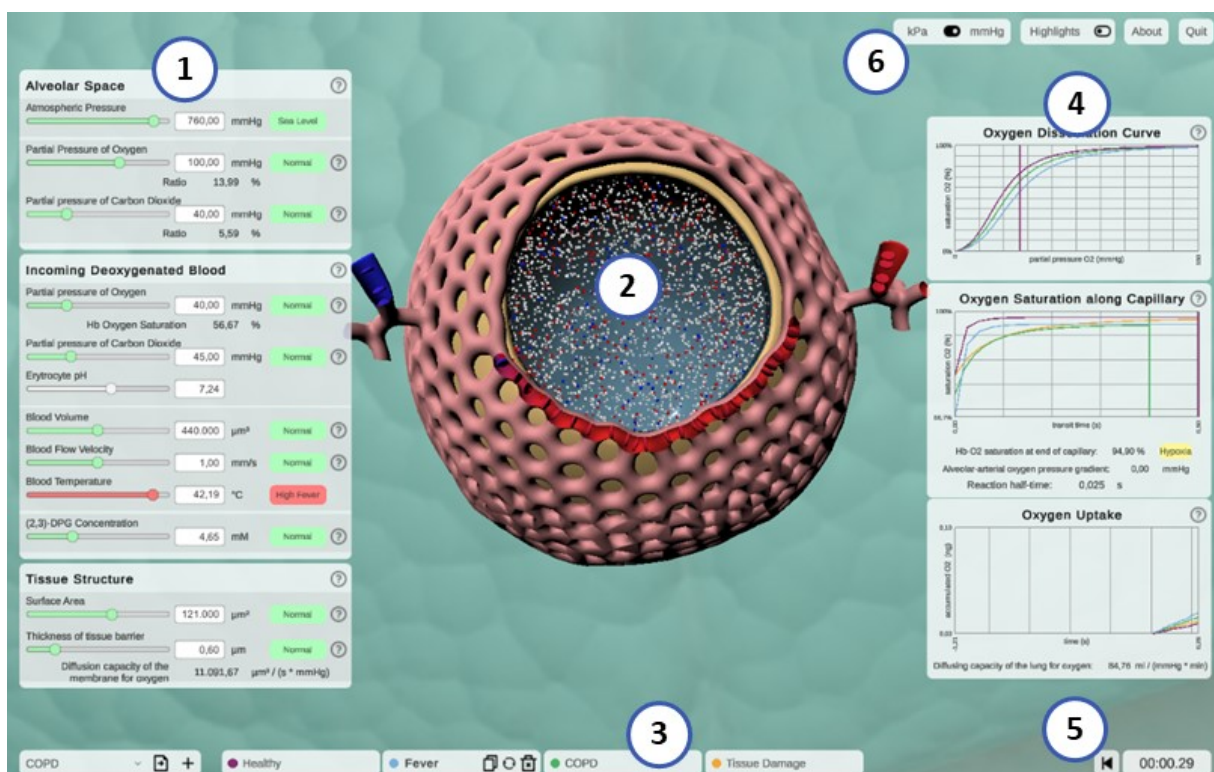 kPa mmHg Highlights About Quit
6
1
Alveolar Space ?
Atmospheric Pressure
760,00 mmHg Sea Level
Partial Pressure of Oxygen
100,00 mmHg Normal ?
Ratio 13,99 %
Partial pressure of Carbon Dioxide
40,00 mmHg Normal ?
Ratio 5,59 %
Incoming Deoxygenated Blood ?
Partial pressure of Oxygen
40,00 mmHg Normal ?
Hb Oxygen Saturation 56,67 %
Partial pressure of Carbon Dioxide
45,00 mmHg Normal ?
Erytrocyte pH
7,24
Blood Volume
440.000 µm³ Normal ?
Blood Flow Velocity
1,00 mm/s Normal ?
Blood Temperature
42,19 °C High Fever
(2,3)-DPG Concentration
4,65 mM Normal ?
Tissue Structure ?
Surface Area
121.000 µm² Normal ?
Thickness of tissue barrier
0,60 µm Normal ?
Diffusion capacity of the
membrane for oxygen 11.091,67 µm³ / (s * mmHg)
2
4
Oxygen Curve ?
100%
saturation O2 (%)
0%
0
partial pressure O2 (mmHg)
Oxygen Saturation along Capillary ?
100%
saturation O2 (%)
0,00
transit time (s)
Hb-O2 saturation at end of capillary: 94,90 % Hypoxia
Alveolar-arterial oxygen pressure gradient: 0,00 mmHg
Reaction half-time: 0,025 s
Oxygen Uptake ?
accumulated O2 (ng)
time (s)
Diffusing capacity of the lung for oxygen: 84,76 ml / (mmHg * min)
3
5
COPD + Healthy Fever COPD Tissue Damage 00:00.29